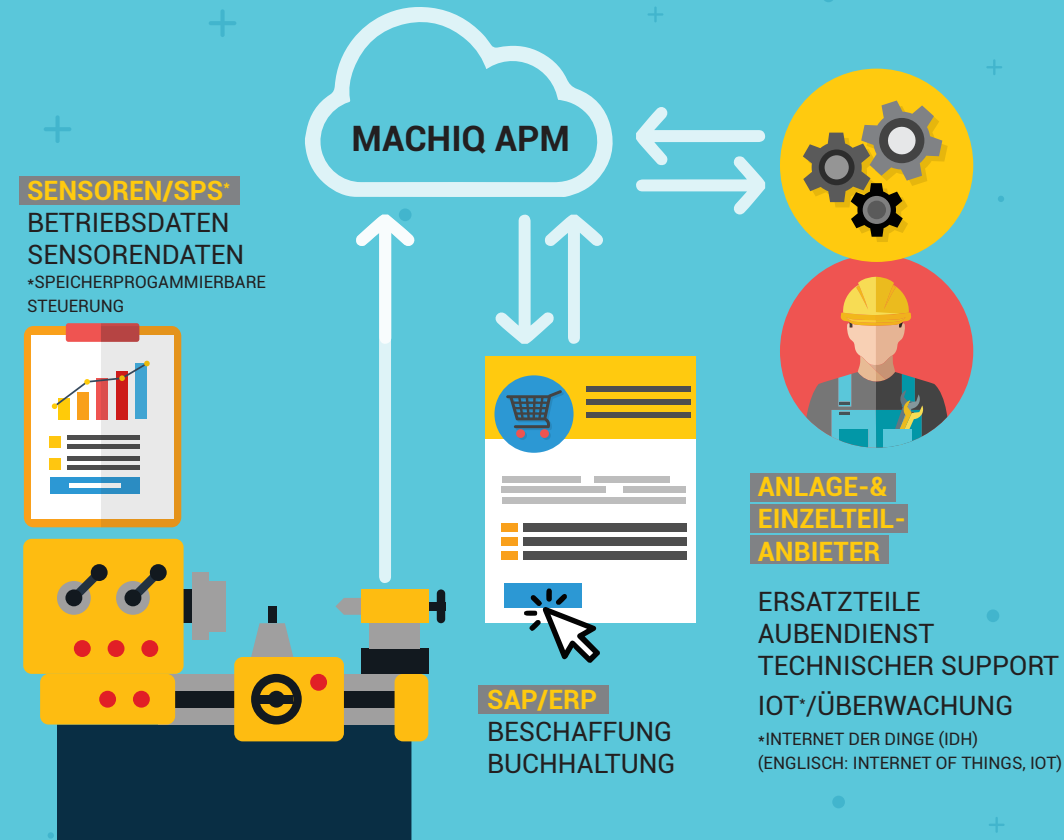 MACHIQ APM
SENSOREN/SPS*
BETRIEBSDATEN
SENSORENDATEN
*SPEICHERPROGAMMIERBARE
STEUERUNG
SAP/ERP
BESCHAFFUNG
BUCHHALTUNG
ANLAGE-&
EINZELTEIL-
ANBIETER
ERSATZTEILE
AUBENDIENST
TECHNISCHER SUPPORT
IOT*/ÜBERWACHUNG
*INTERNET DER DINGE (IDH)
(ENGLISCH: INTERNET OF THINGS, IOT)